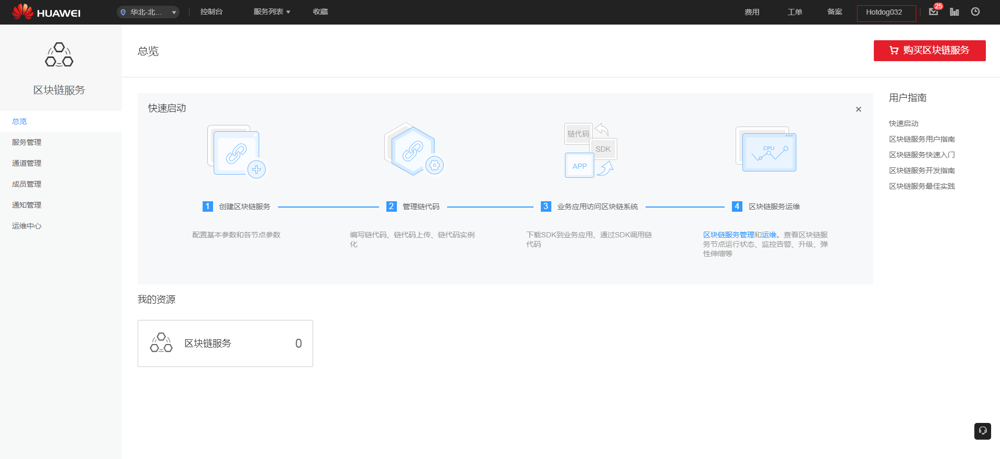 HUAWEI
华北-北...
控制台
服务列表
收藏
费用
工单
备案
Hotdog032
25
区块链服务
总览
服务管理
通道管理
成员管理
通知管理
运维中心
总览
购买区块链服务
快速启动
链代码
SDK
APP
CPU
1 创建区块链服务
2 管理链代码
3 业务应用访问区块链系统
4 区块链服务运维
配置基本参数和各节点参数
编写链代码、链代码上传、链代码实例
化
下载SDK到业务应用、通过SDK调用链
代码
区块链服务管理和运维。查看区块链服
务节点运行状态、监控告警、升级、弹
性伸缩等
用户指南
快速启动
区块链服务用户指南
区块链服务快速入门
区块链服务开发指南
区块链服务最佳实践
我的资源
区块链服务 0